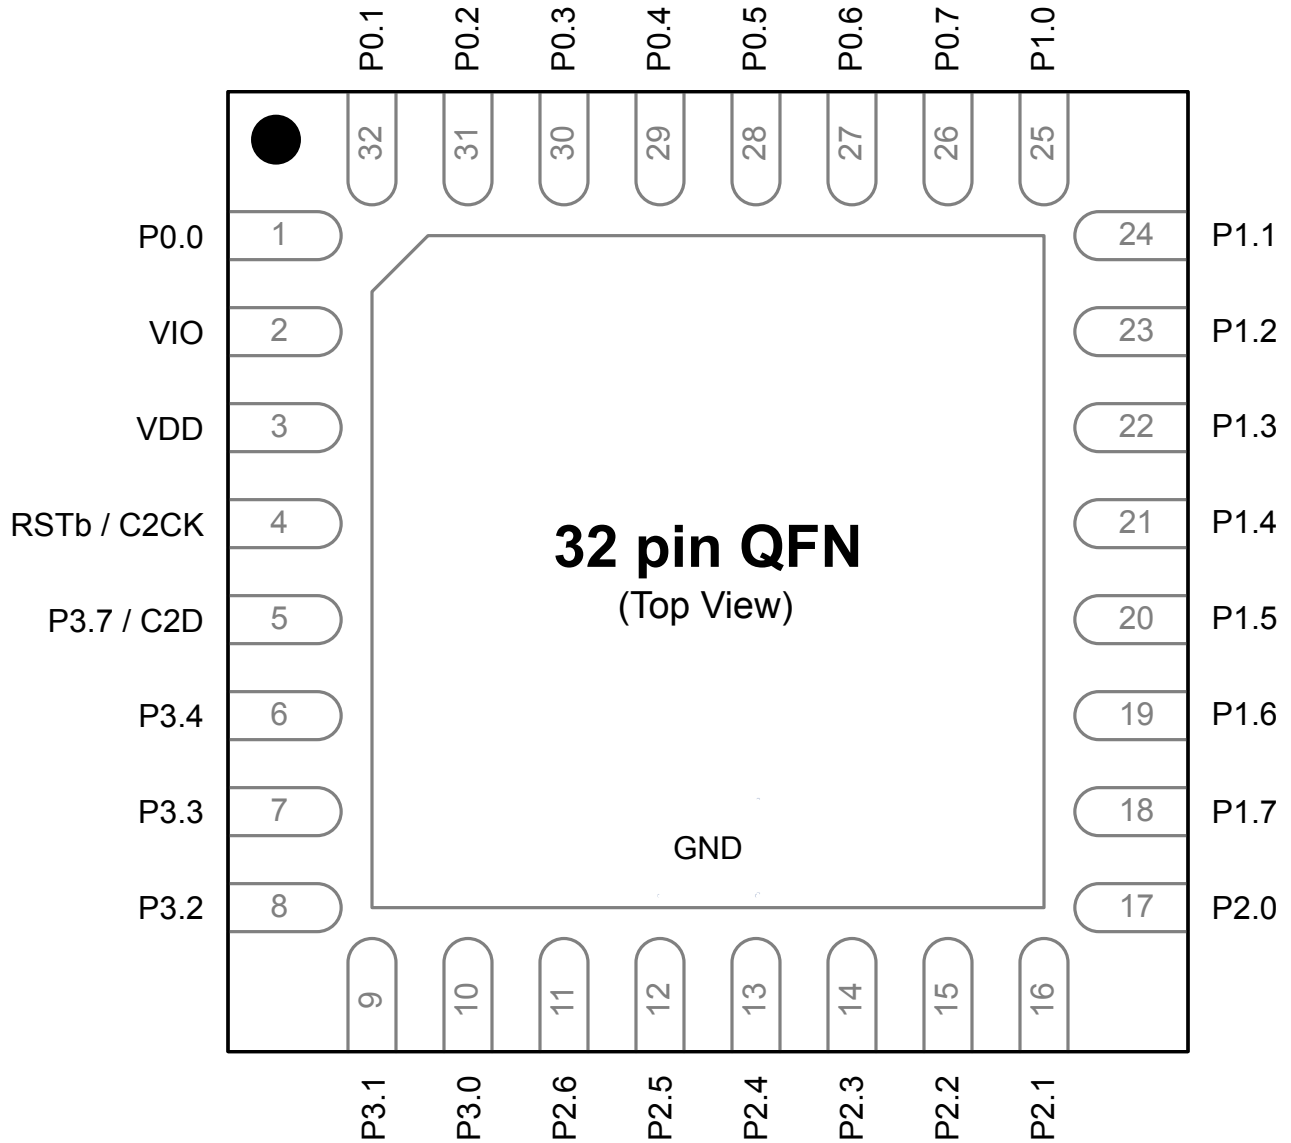 P0.1 P0.2 P0.3 P0.4 P0.5 P0.6 P0.7 P1.0
32 31 30 29 28 27 26 25
P0.0 1 24 P1.1
VIO 2 23 P1.2
VDD 3 22 P1.3
RSTb / C2CK 4 21 P1.4
32 pin QFN
(Top View)
P3.7 / C2D 5 20 P1.5
P3.4 6 19 P1.6
P3.3 7 18 P1.7
GND
P3.2 8 17 P2.0
9 10 11 12 13 14 15 16
P3.1 P3.0 P2.6 P2.5 P2.4 P2.3 P2.2 P2.1